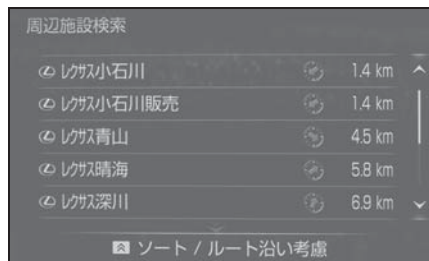 周辺施設検索
レクサス小石川 1.4 km
レクサス小石川販売 1.4 km
レクサス青山 4.5 km
レクサス晴海 5.8 km
レクサス深川 6.9 km
ソート / ルート沿い考慮